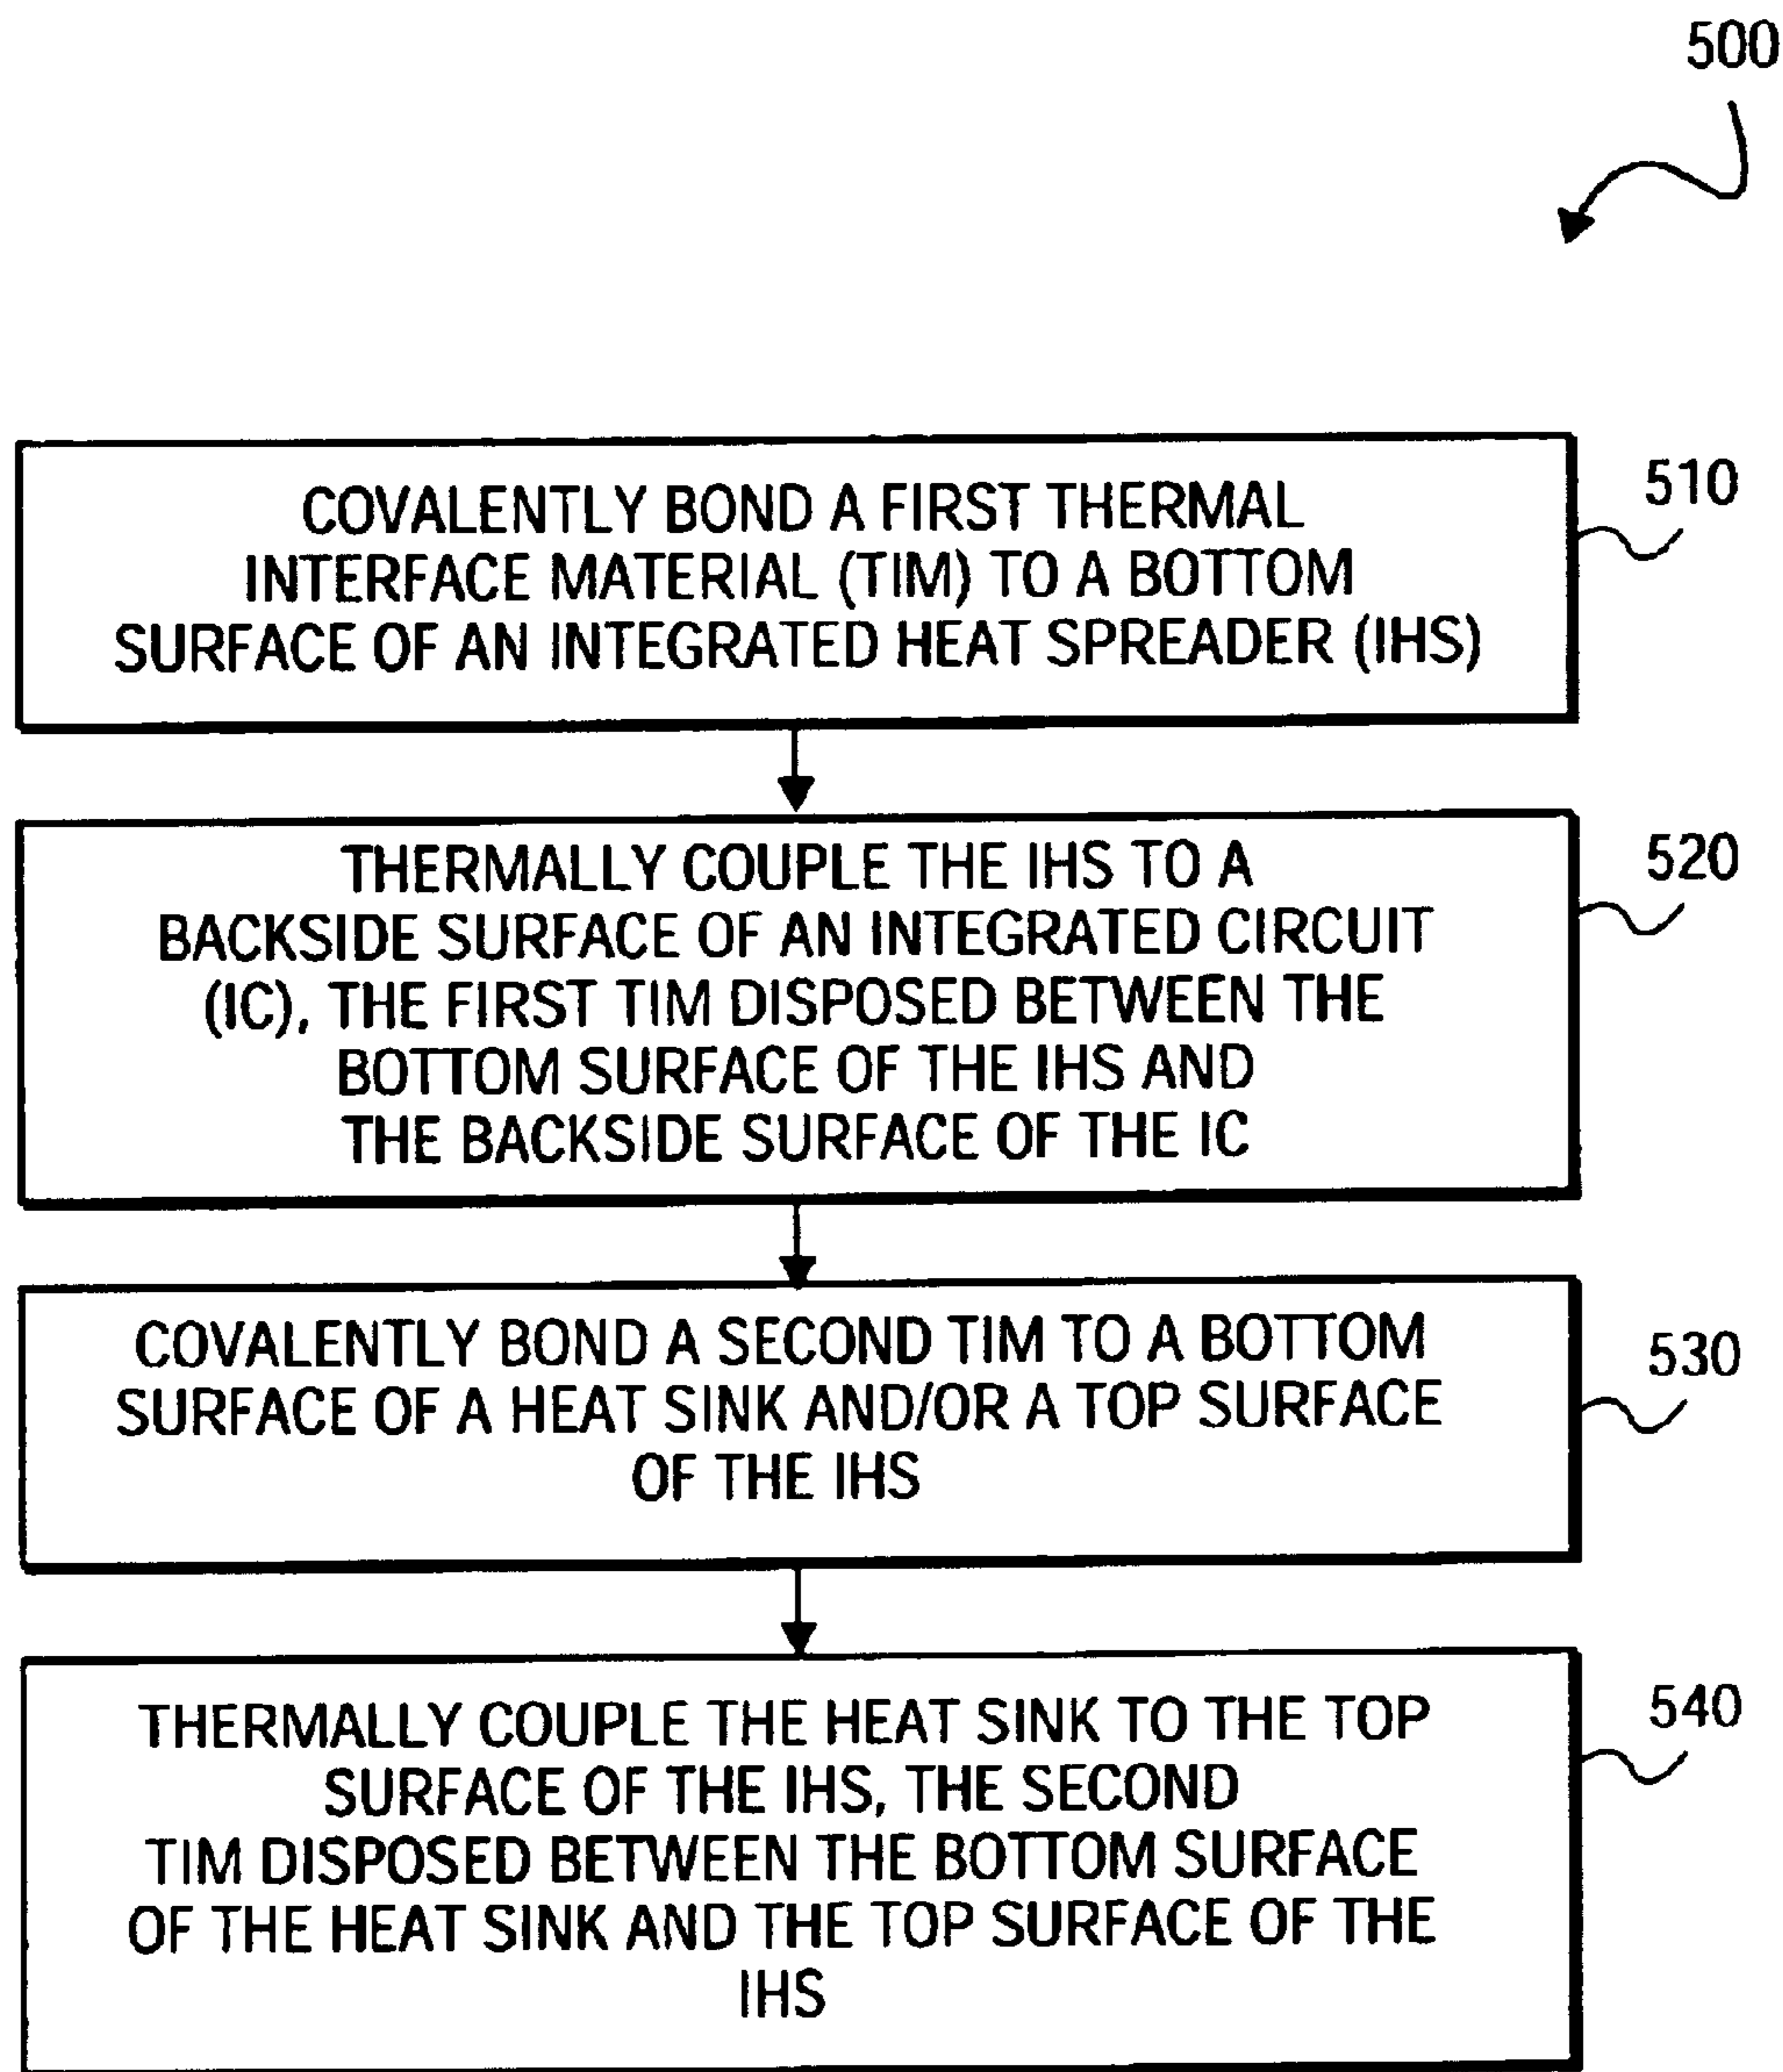 500
COVALENTLY BOND A FIRST THERMAL
INTERFACE MATERIAL (TIM) TO A BOTTOM
SURFACE OF AN INTEGRATED HEAT SPREADER (IHS)
510
THERMALLY COUPLE THE IHS TO A
BACKSIDE SURFACE OF AN INTEGRATED CIRCUIT
(IC), THE FIRST TIM DISPOSED BETWEEN THE
BOTTOM SURFACE OF THE IHS AND
THE BACKSIDE SURFACE OF THE IC
520
COVALENTLY BOND A SECOND TIM TO A BOTTOM
SURFACE OF A HEAT SINK AND/OR A TOP SURFACE
OF THE IHS
530
THERMALLY COUPLE THE HEAT SINK TO THE TOP
SURFACE OF THE IHS, THE SECOND
TIM DISPOSED BETWEEN THE BOTTOM SURFACE
OF THE HEAT SINK AND THE TOP SURFACE OF THE
IHS
540